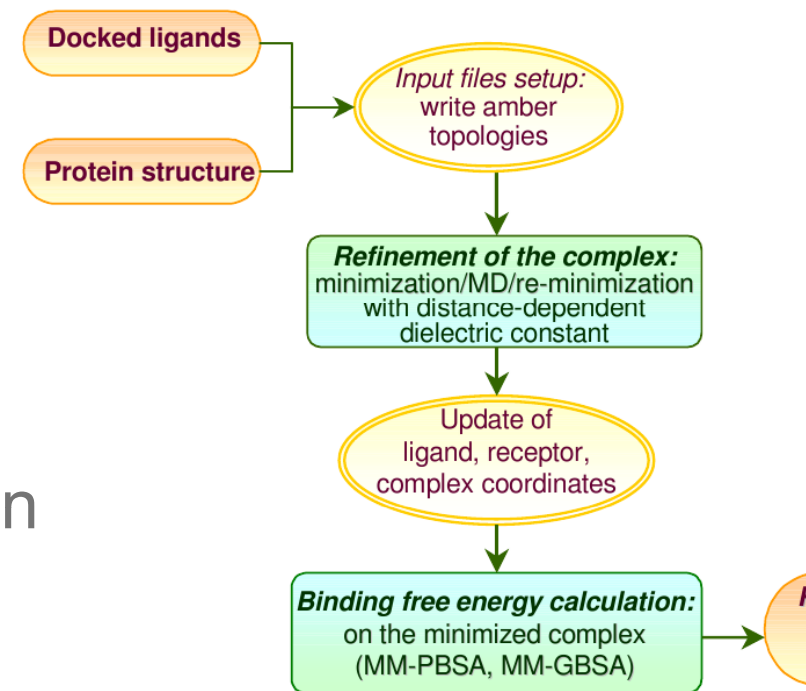 Docked ligands
Protein structure
Input files setup:
write amber
topologies
Refinement of the complex:
minimization/MD/re-minimization
with distance-dependent
dielectric constant
Update of
ligand, receptor,
complex coordinates
n
Binding free energy calculation:
on the minimized complex
(MM-PBSA, MM-GBSA)